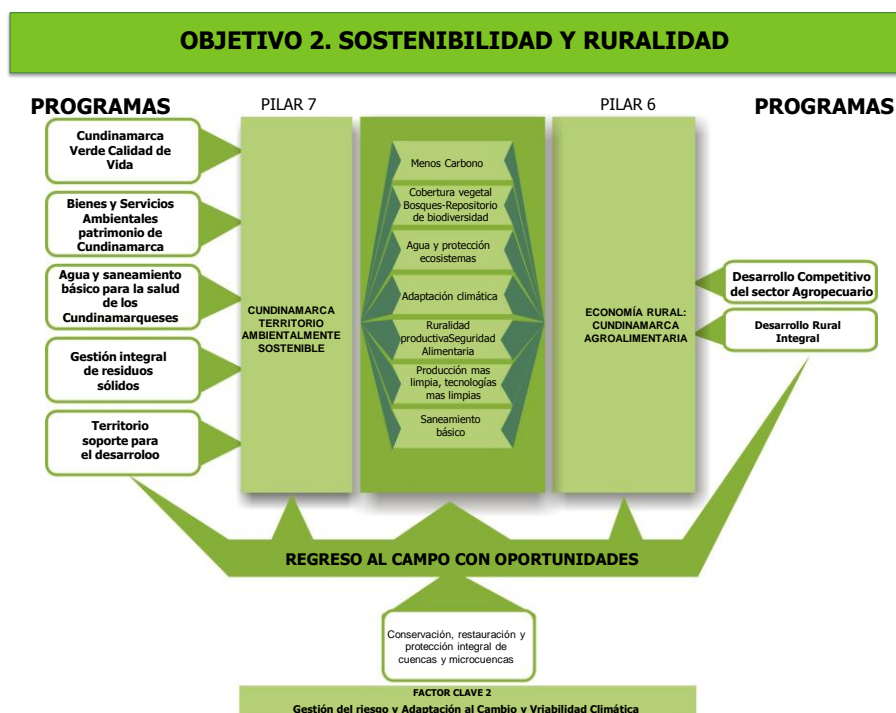 OBJETIVO 2. SOSTENIBILIDAD Y RURALIDAD
PROGRAMAS
PILAR 7
PILAR 6
PROGRAMAS
Cundinamarca
Verde Calidad de
Vida
Bienes y Servicios
Ambientales
patrimonio de
Cundinamarca
Agua y saneamiento
básico para la salud
de los
Cundinamarqueses
Gestión integral
de residuos
sólidos
Territorio
soporte para
el desarroloo
CUNDINAMARCA
TERRITORIO
AMBIENTALMENTE
SOSTENIBLE
Menos Carbono
Cobertura vegetal
Bosques-Repositorio
de biodiversidad
Agua y protección
ecosistemas
Adaptación climática
Ruralidad
productivaSeguridad
Alimentaria
Producción mas
limpia, tecnologías
mas limpias
Saneamiento
básico
ECONOMÍA RURAL:
CUNDINAMARCA
AGROALIMENTARIA
Desarrollo Competitivo
del sector Agropecuario
Desarrollo Rural
Integral
REGRESO AL CAMPO CON OPORTUNIDADES
Conservación, restauración y
protección integral de
cuencas y microcuencas
FACTOR CLAVE 2
Gestión del riesgo y Adaptación al Cambio y Vriabilidad Climática